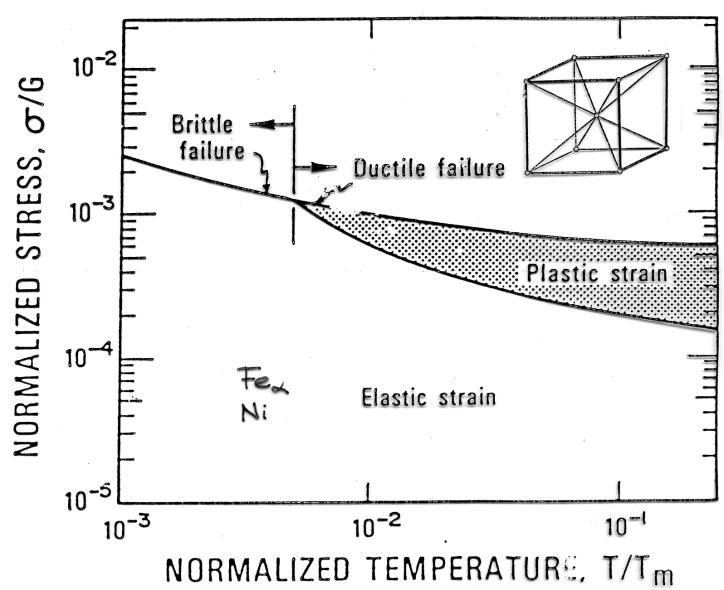 10⁻²
Brittle
failure
Ductile failure
10⁻³
Plastic strain
10⁻⁴
Feα
Ni
Elastic strain
10⁻⁵
10⁻³
10⁻²
10⁻¹
NORMALIZED STRESS, σ/G
NORMALIZED TEMPERATURE, T/Tm